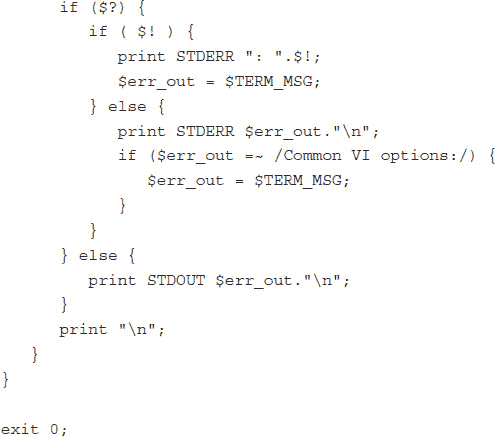 if ($?) {
if ( $! ) {
print STDERR ": ".$!;
$err_out = $TERM_MSG;
} else {
print STDERR $err_out."\n";
if ($err_out =~ /Common VI options:/) {
$err_out = $TERM_MSG;
}
}
} else {
print STDOUT $err_out."\n";
}
print "\n";
}
}
exit 0;